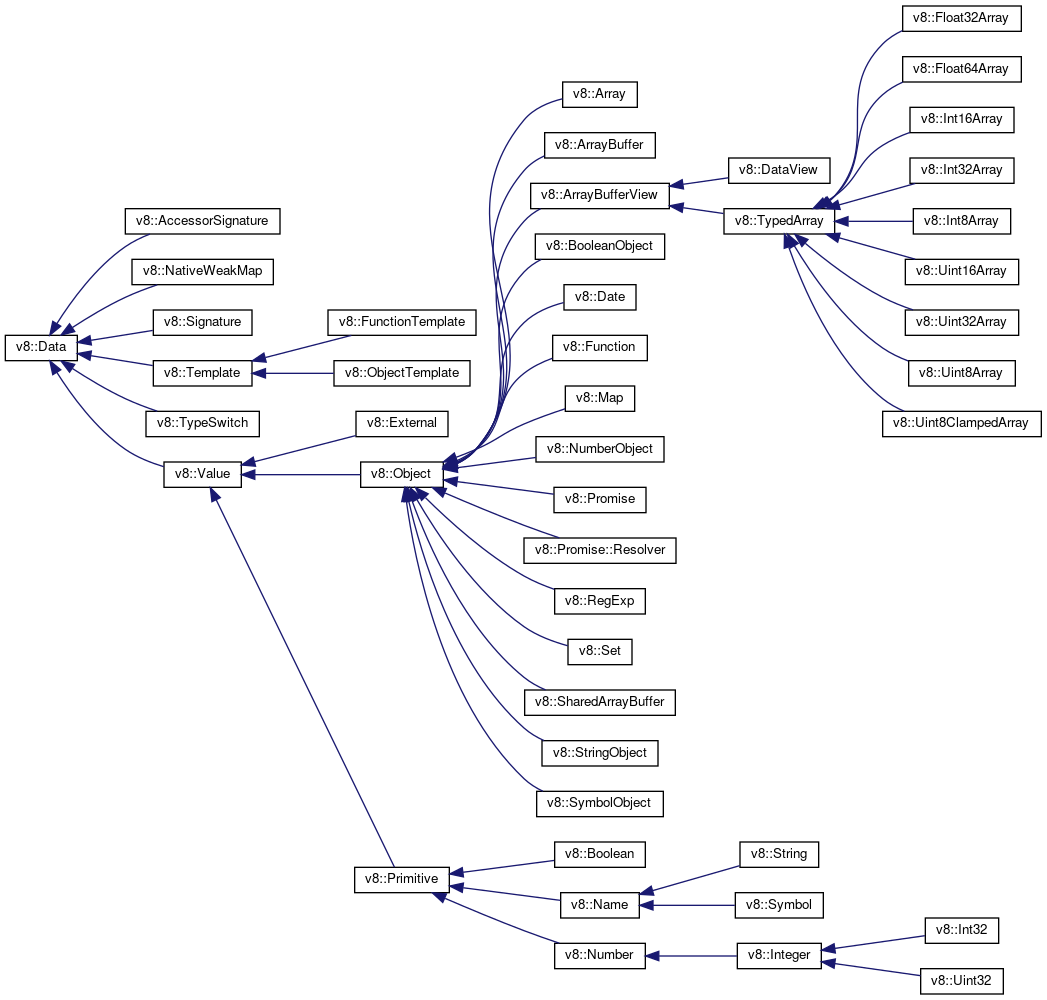 v8::Float32Array
v8::Float64Array
v8::Array
v8::Int16Array
v8::ArrayBuffer
v8::DataView
v8::Int32Array
v8::ArrayBufferView
v8::AccessorSignature
v8::TypedArray
v8::Int8Array
v8::BooleanObject
v8::NativeWeakMap
v8::Uint16Array
v8::Date
v8::Signature
v8::FunctionTemplate
v8::Uint32Array
v8::Data
v8::Function
v8::Template
v8::ObjectTemplate
v8::Uint8Array
v8::Map
v8::TypeSwitch
v8::External
v8::Uint8ClampedArray
v8::NumberObject
v8::Value
v8::Object
v8::Promise
v8::Promise::Resolver
v8::RegExp
v8::Set
v8::SharedArrayBuffer
v8::StringObject
v8::SymbolObject
v8::Boolean
v8::String
v8::Primitive
v8::Name
v8::Symbol
v8::Int32
v8::Number
v8::Integer
v8::Uint32